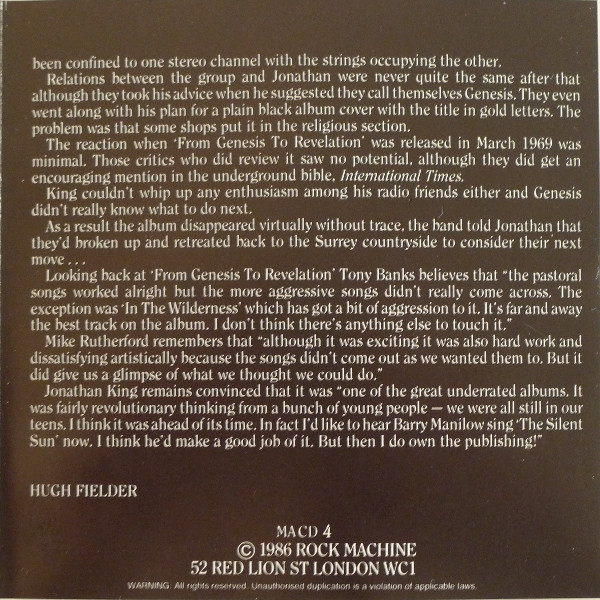 been confined to one stereo channel with the strings occupying the other.
Relations between the group and Jonathan were never quite the same after that
although they took his advice when he suggested they call themselves Genesis. They even
went along with his plan for a plain black album cover with the title in gold letters. The
problem was that some shops put it in the religious section.
The reaction when ‘From Genesis To Revelation’ was released in March 1969 was
minimal. Those critics who did review it saw no potential, although they did get an
encouraging mention in the underground bible, International Times.
King couldn't whip up any enthusiasm among his radio friends either and Genesis
didn't really know what to do next.
As a result the album disappeared virtually without trace, the band told Jonathan that
they'd broken up and retreated back to the Surrey countryside to consider their next
move . . .
Looking back at ‘From Genesis To Revelation’ Tony Banks believes that “the pastoral
songs worked alright but the more aggressive songs didn't really come across. The
exception was ‘In The Wilderness’ which has got a bit of aggression to it. It's far and away
the best track on the album. I don't think there's anything else to touch it.”
Mike Rutherford remembers that “although it was exciting it was also hard work and
dissatisfying artistically because the songs didn't come out as we wanted them to. But it
did give us a glimpse of what we thought we could do.”
Jonathan King remains convinced that it was “one of the great underrated albums. It
was fairly revolutionary thinking from a bunch of young people — we were all still in our
teens. I think it was ahead of its time. In fact I'd like to hear Barry Manilow sing ‘The Silent
Sun’ now. I think he'd make a good job of it. But then I do own the publishing!”
HUGH FIELDER
MACD 4
© 1986 ROCK MACHINE
52 RED LION ST LONDON WC1
WARNING. All rights reserved. Unauthorised duplication is a violation of applicable laws.